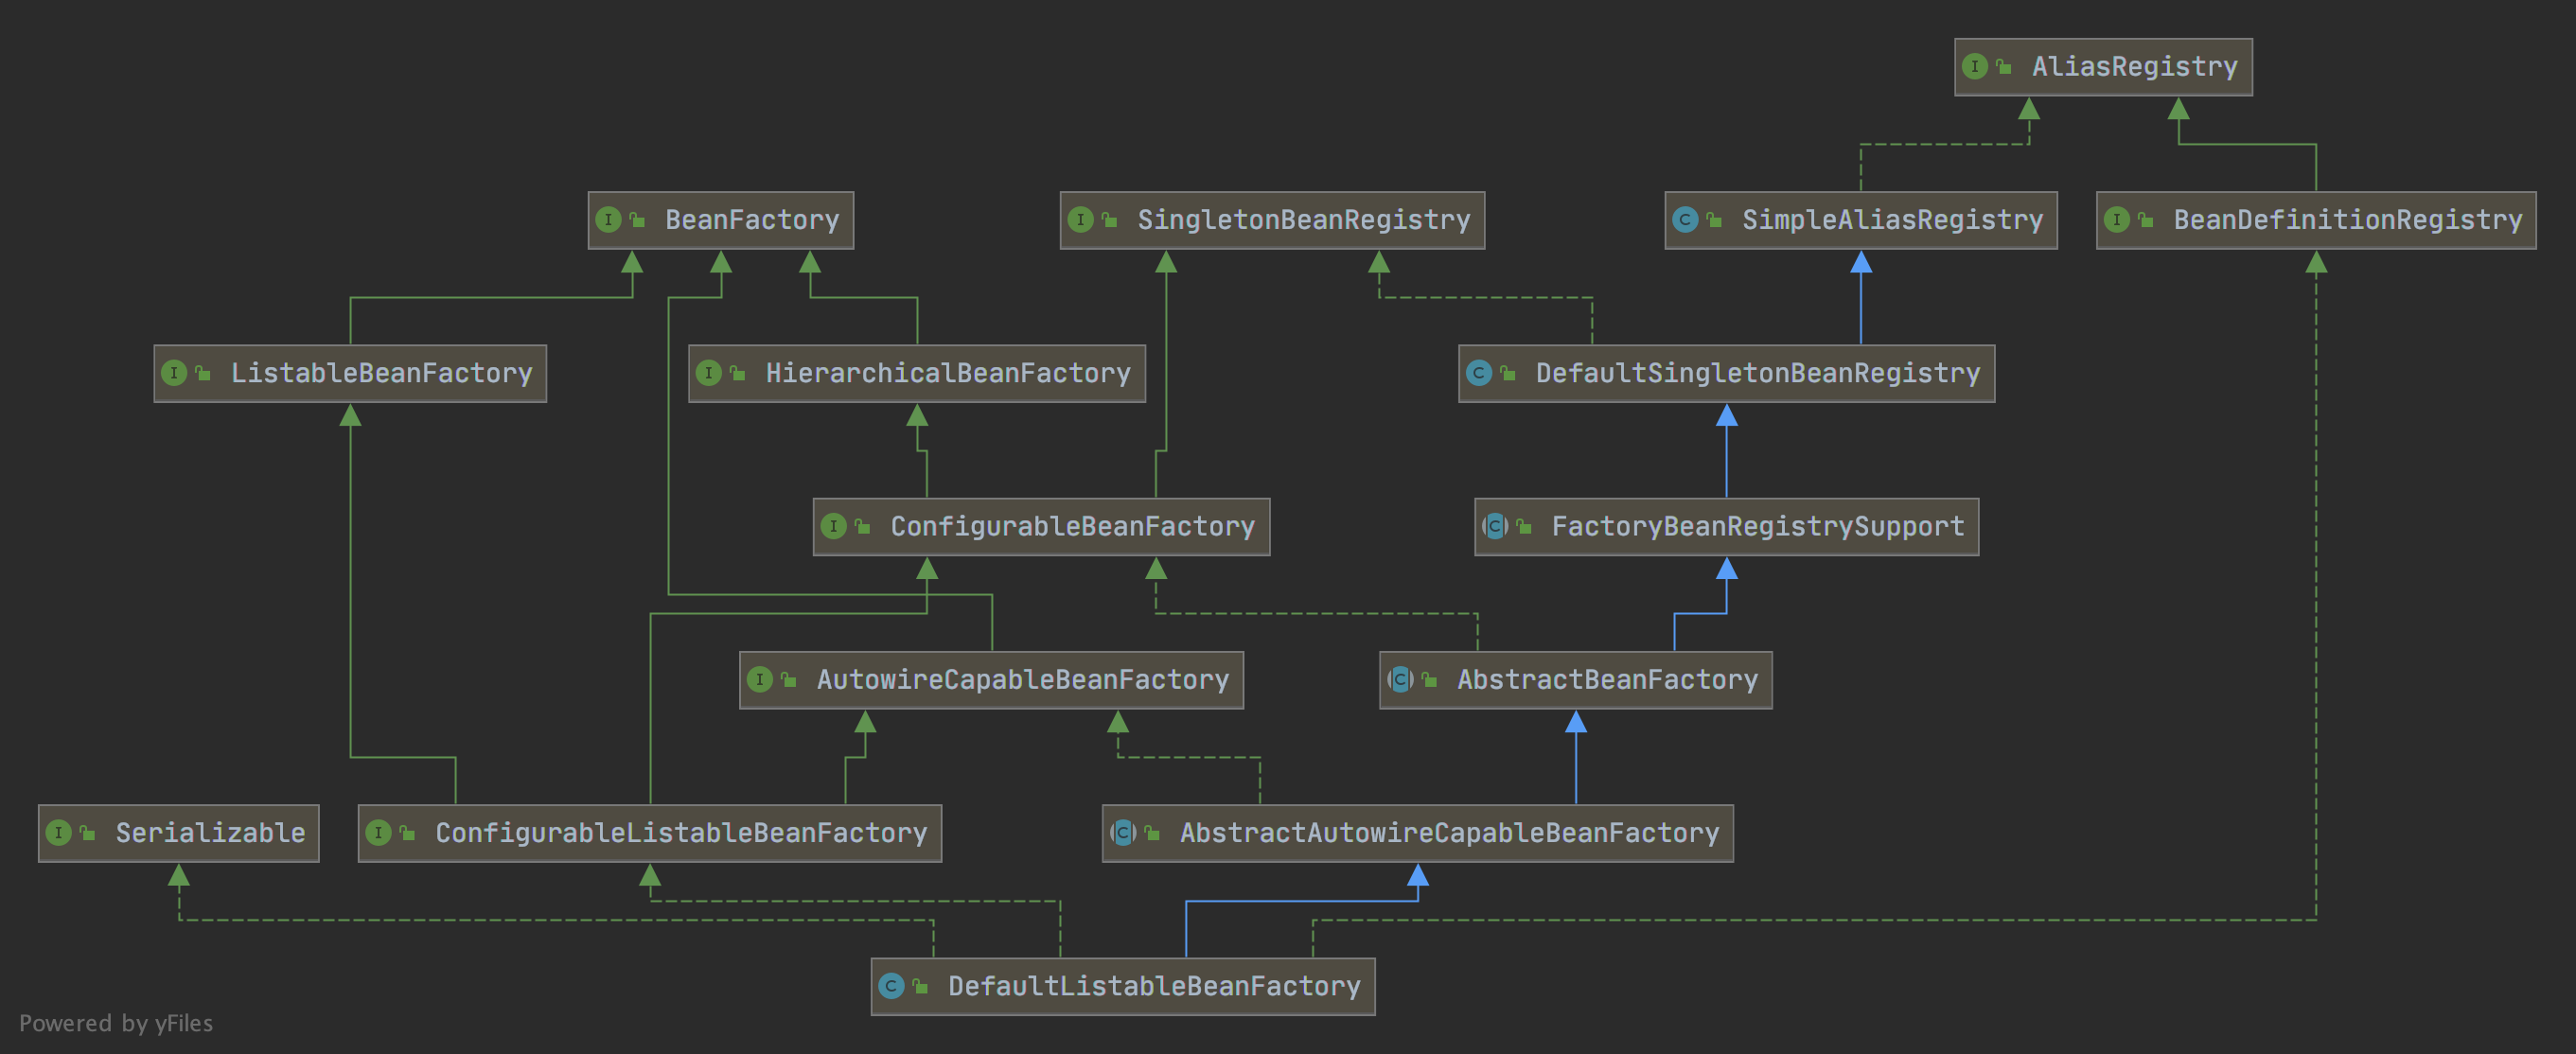 AliasRegistry
BeanFactory
SingletonBeanRegistry
SimpleAliasRegistry
BeanDefinitionRegistry
ListableBeanFactory
HierarchicalBeanFactory
DefaultSingletonBeanRegistry
ConfigurableBeanFactory
FactoryBeanRegistrySupport
AutowireCapableBeanFactory
AbstractBeanFactory
Serializable
ConfigurableListableBeanFactory
AbstractAutowireCapableBeanFactory
DefaultListableBeanFactory
Powered by yFiles